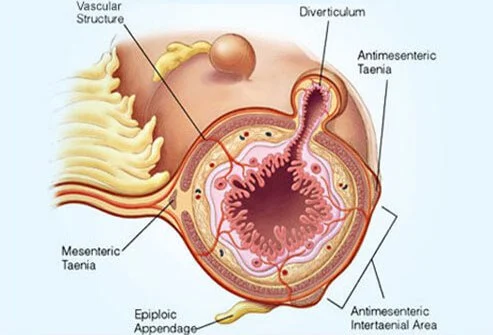 Vascular
Structure
Diverticulum
Antimesenteric
Taenia
Mesenteric
Taenia
Epiploic
Appendage
Antimesenteric
Intertaenial Area